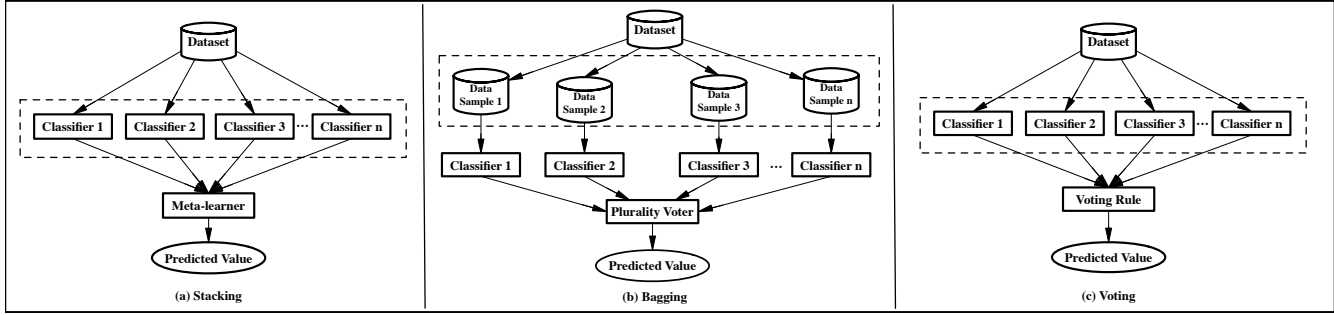 Dataset
Classifier 1
Classifier 2
Classifier 3
...
Classifier n
Meta-learner
Predicted Value
(a) Stacking
Dataset
Data
Sample 1
Data
Sample 2
Data
Sample 3
Data
Sample n
Classifier 1
Classifier 2
Classifier 3
...
Classifier n
Plurality Voter
Predicted Value
(b) Bagging
Dataset
Classifier 1
Classifier 2
Classifier 3
...
Classifier n
Voting Rule
Predicted Value
(c) Voting